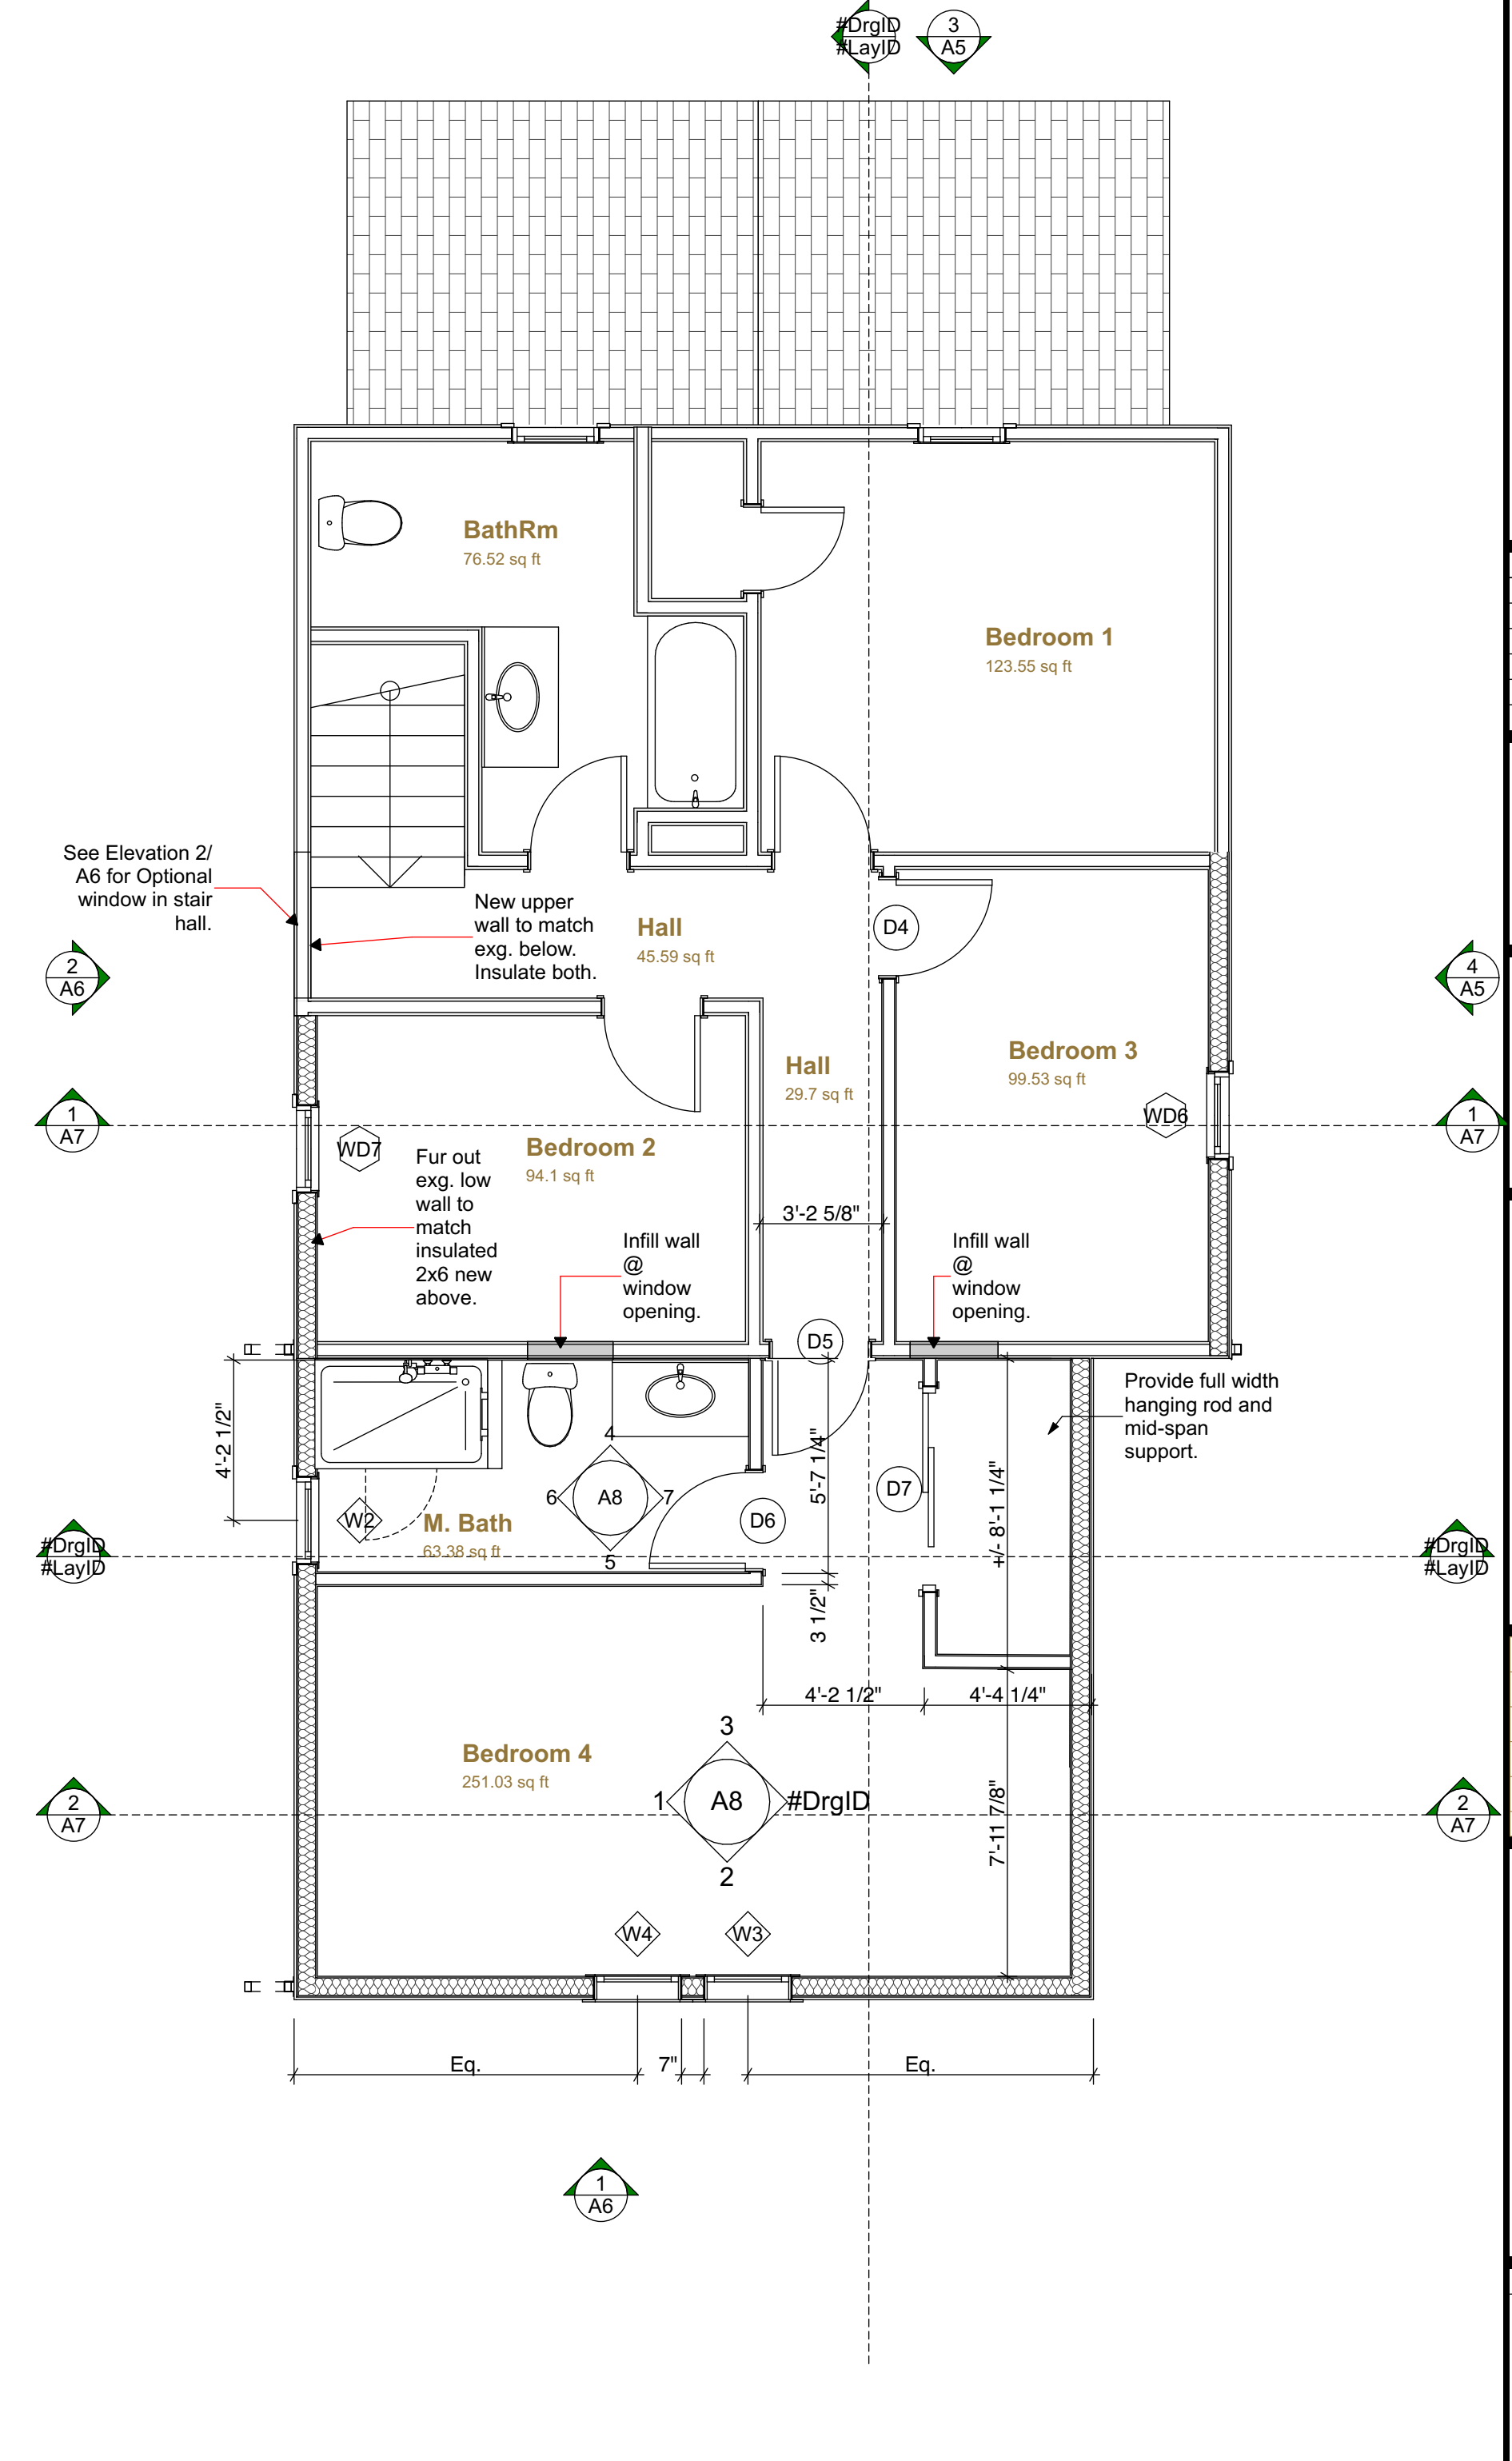 #DrgID
#LayID
3
A5
BathRm
76.52 sq ft
Bedroom 1
123.55 sq ft
See Elevation 2/
A6 for Optional
window in stair
hall.
New upper
wall to match
exg. below.
Insulate both.
Hall
45.59 sq ft
D4
2
A6
4
A5
Hall
29.7 sq ft
Bedroom 3
99.53 sq ft
WD6
1
A7
1
A7
WD7
Bedroom 2
94.1 sq ft
Fur out
exg. low
wall to
match
insulated
2x6 new
above.
3'-2 5/8"
Infill wall
@
window
opening.
Infill wall
@
window
opening.
D5
Provide full width
hanging rod and
mid-span
support.
4'-2 1/2"
4
6
A8
7
5
W2
M. Bath
63.38 sq ft
D6
5'-7 1/4"
D7
+/- 8'-1 1/4"
#DrgID
#LayID
#DrgID
#LayID
3 1/2"
4'-2 1/2"
4'-4 1/4"
Bedroom 4
251.03 sq ft
3
1
A8
#DrgID
2
7'-11 7/8"
2
A7
2
A7
W4
W3
Eq.
7"
Eq.
1
A6